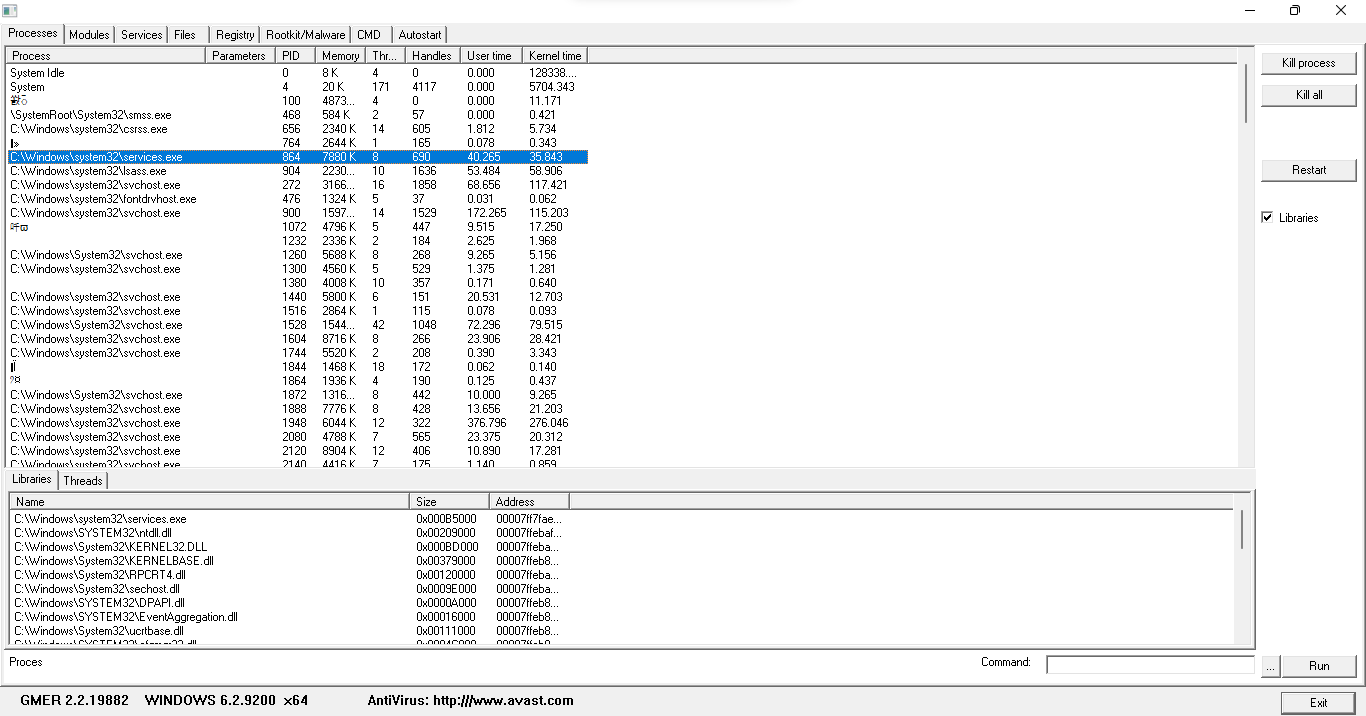 Processes Modules Services Files Registry Rootkit/Malware CMD Autostart
Process Parameters PID Memory Thr... Handles User time Kernel time
Kill process
System Idle 0 8 K 4 0 0.000 128338....
System 4 20 K 171 4117 0.000 5704.343
Kill all
100 4873... 4 0 0.000 11.171
\SystemRoot\System32\smss.exe 468 584 K 2 57 0.000 0.421
C:\Windows\system32\csrss.exe 656 2340 K 14 605 1.812 5.734
764 2644 K 1 165 0.078 0.343
C:\Windows\system32\services.exe 864 7880 K 8 690 40.265 35.843
C:\Windows\system32\lsass.exe 904 2230... 10 1636 53.484 58.906
Restart
C:\Windows\system32\svchost.exe 272 3166... 16 1858 68.656 117.421
C:\Windows\system32\fontdrvhost.exe 476 1324 K 5 37 0.031 0.062
C:\Windows\system32\svchost.exe 900 1597... 14 1529 172.265 115.203
Libraries
1072 4796 K 5 447 9.515 17.250
1232 2336 K 2 184 2.625 1.968
C:\Windows\System32\svchost.exe 1260 5688 K 8 268 9.265 5.156
C:\Windows\system32\svchost.exe 1300 4560 K 5 529 1.375 1.281
1380 4008 K 10 357 0.171 0.640
C:\Windows\system32\svchost.exe 1440 5800 K 6 151 20.531 12.703
C:\Windows\system32\svchost.exe 1516 2864 K 1 115 0.078 0.093
C:\Windows\System32\svchost.exe 1528 1544... 42 1048 72.296 79.515
C:\Windows\system32\svchost.exe 1604 8716 K 8 266 23.906 28.421
C:\Windows\system32\svchost.exe 1744 5520 K 2 208 0.390 3.343
1844 1468 K 18 172 0.062 0.140
1864 1936 K 4 190 0.125 0.437
C:\Windows\System32\svchost.exe 1872 1316... 8 442 10.000 9.265
C:\Windows\system32\svchost.exe 1888 7776 K 8 428 13.656 21.203
C:\Windows\system32\svchost.exe 1948 6044 K 12 322 376.796 276.046
C:\Windows\system32\svchost.exe 2080 4788 K 7 565 23.375 20.312
C:\Windows\system32\svchost.exe 2120 8904 K 12 406 10.890 17.281
C:\Windows\system32\svchost.exe 2140 4416 K 7 175 1.140 0.859
Libraries Threads
Name Size Address
C:\Windows\system32\services.exe 0x000B5000 00007ff7fae...
C:\Windows\SYSTEM32\ntdll.dll 0x00209000 00007ffebaf...
C:\Windows\System32\KERNEL32.DLL 0x000BD000 00007ffeba...
C:\Windows\System32\KERNELBASE.dll 0x00379000 00007ffeb8...
C:\Windows\System32\RPCRT4.dll 0x00120000 00007ffeba...
C:\Windows\System32\sechost.dll 0x0009E000 00007ffeba...
C:\Windows\SYSTEM32\DPAPI.dll 0x0000A000 00007ffeb8...
C:\Windows\SYSTEM32\EventAggregation.dll 0x00016000 00007ffeb8...
C:\Windows\System32\ucrtbase.dll 0x00111000 00007ffeb8...
Proces Command: ... Run
GMER 2.2.19882 WINDOWS 6.2.9200 x64 AntiVirus: http:///www.avast.com Exit